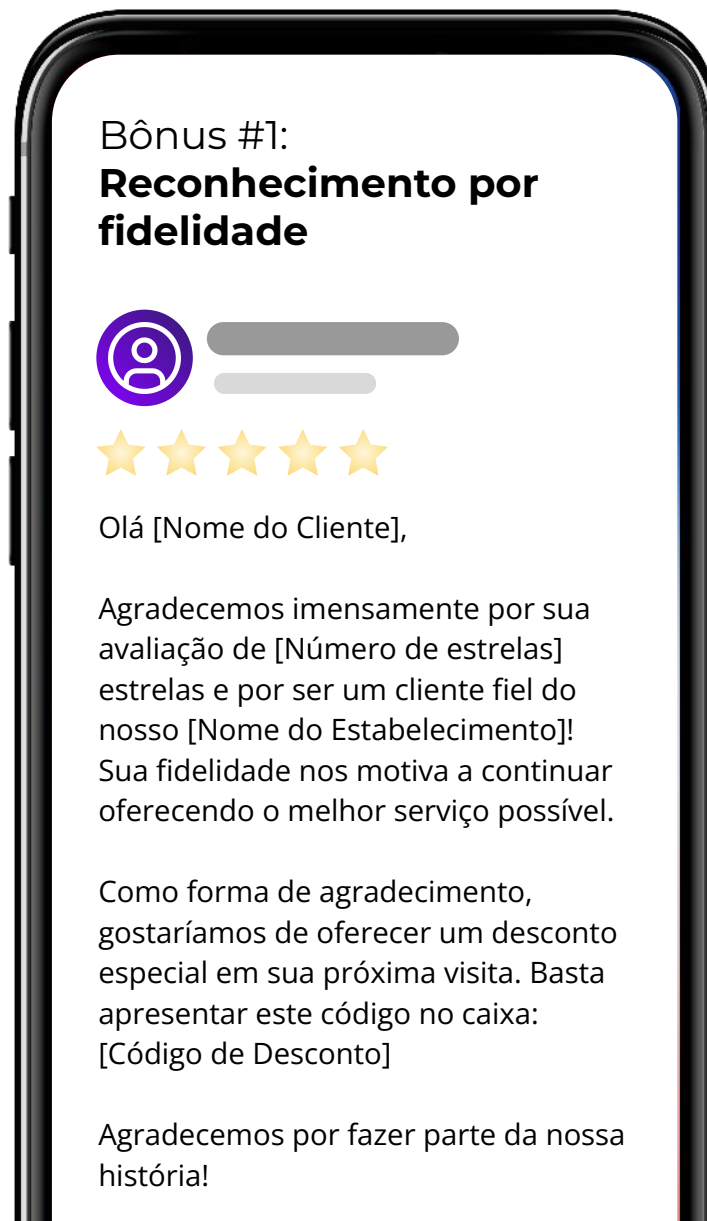 Bônus #1:
Reconhecimento por
fidelidade
Olá [Nome do Cliente],
Agradecemos imensamente por sua
avaliação de [Número de estrelas]
estrelas e por ser um cliente fiel do
nosso [Nome do Estabelecimento]!
Sua fidelidade nos motiva a continuar
oferecendo o melhor serviço possível.
Como forma de agradecimento,
gostaríamos de oferecer um desconto
especial em sua próxima visita. Basta
apresentar este código no caixa:
[Código de Desconto]
Agradecemos por fazer parte da nossa
história!